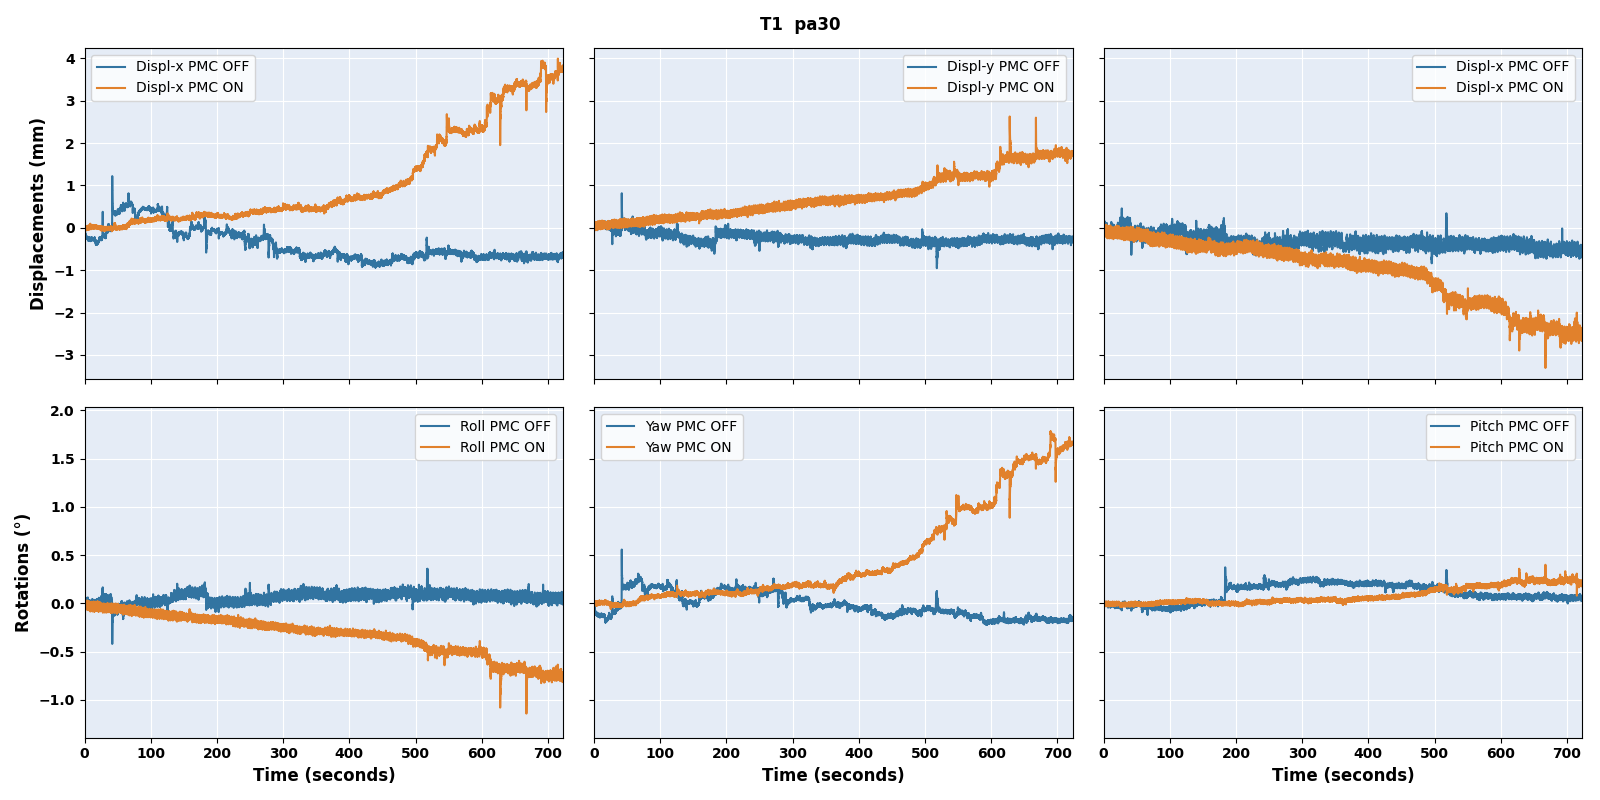 T1 pa30
Displ-x PMC OFF
Displ-x PMC ON
Displ-y PMC OFF
Displ-y PMC ON
Displ-x PMC OFF
Displ-x PMC ON
Displacements (mm)
4
3
2
1
0
−1
−2
−3
Roll PMC OFF
Roll PMC ON
Yaw PMC OFF
Yaw PMC ON
Pitch PMC OFF
Pitch PMC ON
Rotations (°)
2.0
1.5
1.0
0.5
0.0
−0.5
−1.0
0 100 200 300 400 500 600 700
0 100 200 300 400 500 600 700
0 100 200 300 400 500 600 700
Time (seconds)
Time (seconds)
Time (seconds)